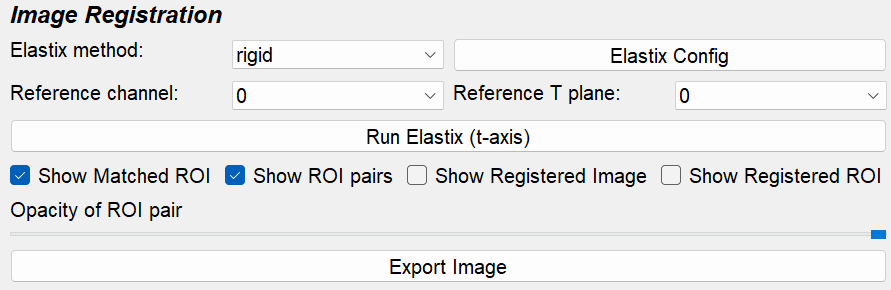 Image Registration
Elastix method: rigid Elastix Config
Reference channel: 0 Reference T plane: 0
Run Elastix (t-axis)
Show Matched ROI Show ROI pairs Show Registered Image Show Registered ROI
Opacity of ROI pair
Export Image